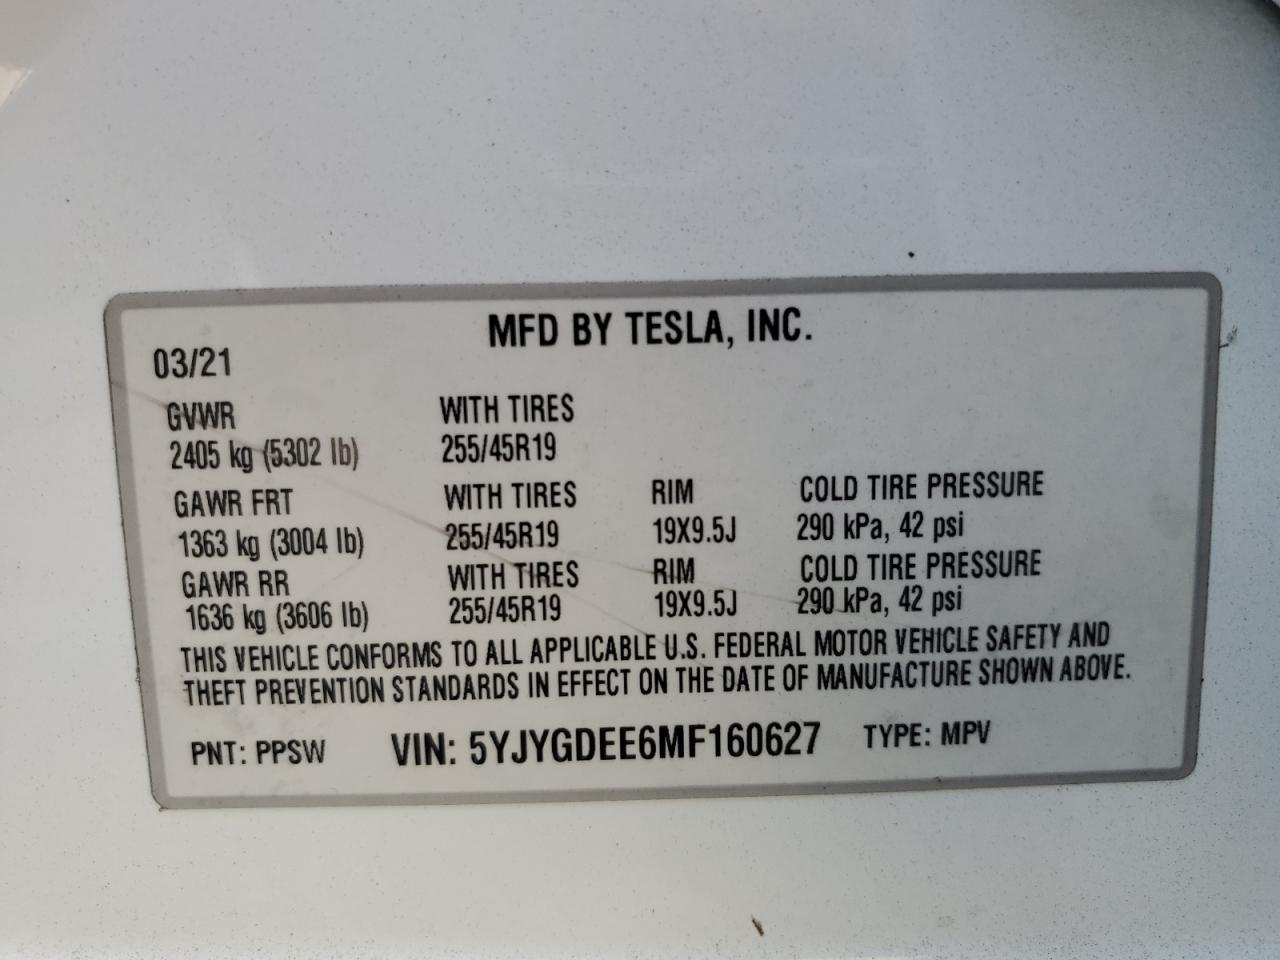 MFD BY TESLA, INC.
03/21
GVWR WITH TIRES
2405 kg (5302 lb) 255/45R19
GAWR FRT WITH TIRES RIM COLD TIRE PRESSURE
1363 kg (3004 lb) 255/45R19 19X9.5J 290 kPa, 42 psi
GAWR RR WITH TIRES RIM COLD TIRE PRESSURE
1636 kg (3606 lb) 255/45R19 19X9.5J 290 kPa, 42 psi
THIS VEHICLE CONFORMS TO ALL APPLICABLE U.S. FEDERAL MOTOR VEHICLE SAFETY AND
THEFT PREVENTION STANDARDS IN EFFECT ON THE DATE OF MANUFACTURE SHOWN ABOVE.
PNT: PPSW VIN: 5YJYGDEE6MF160627 TYPE: MPV